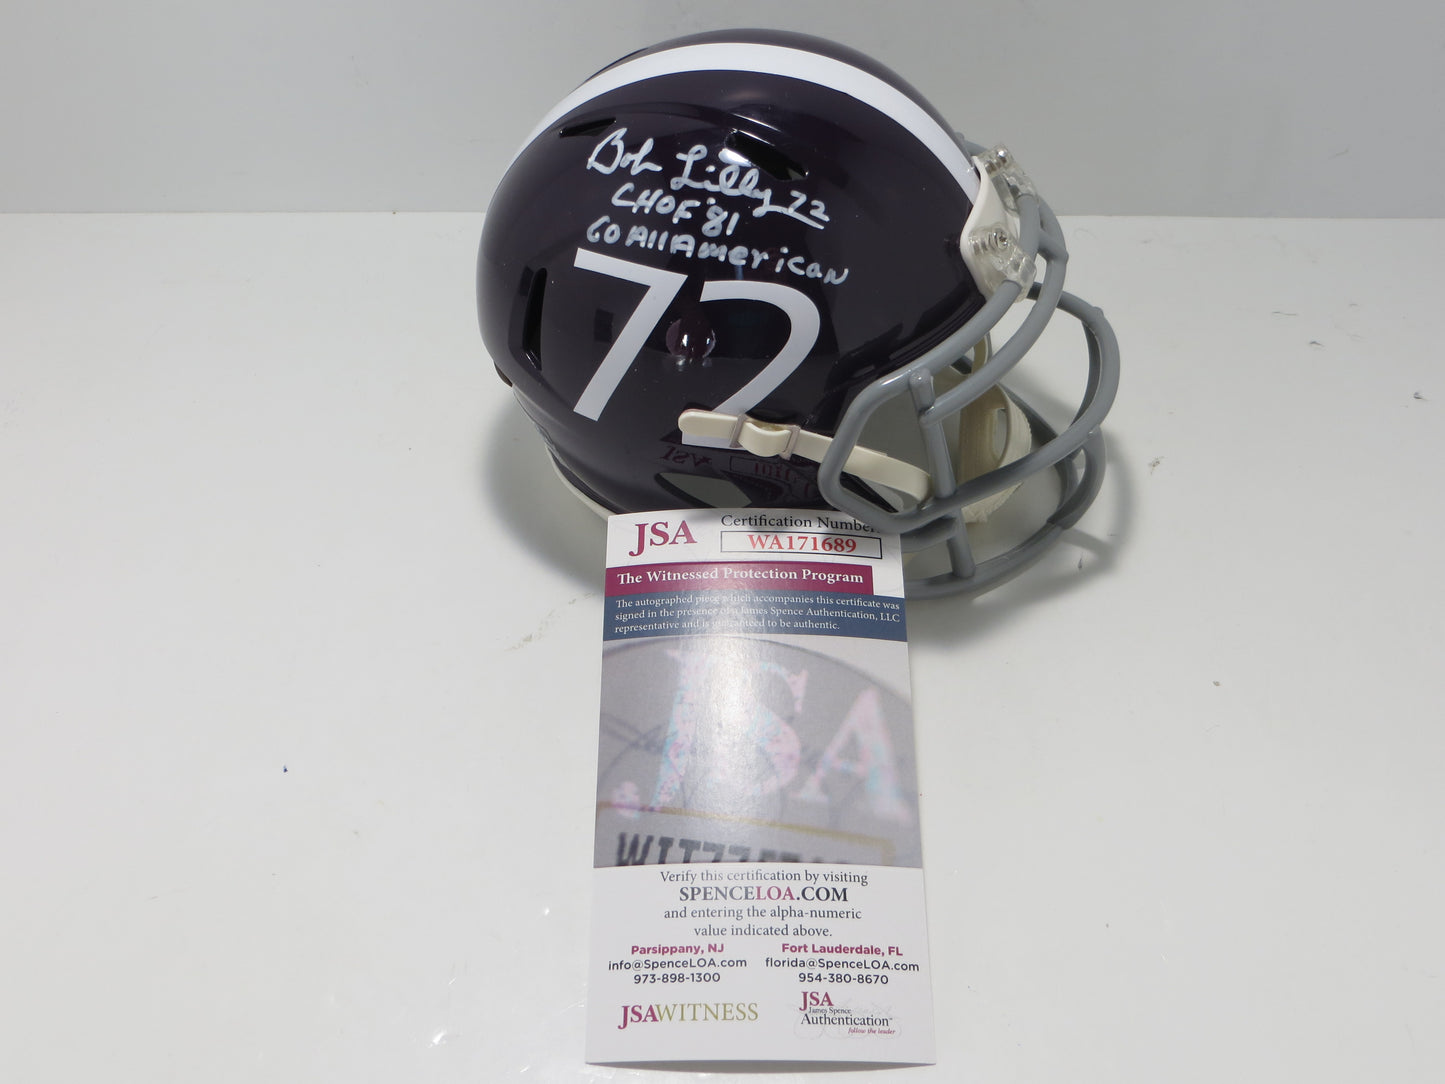 Bob Lilly 72
CHOF '81
60 All American
72
JSA
Certification Number
WA171689
The Witnessed Protection Program
The autographed piece which accompanies this certificate was
signed in the presence of a James Spence Authentication, LLC
representative and is guaranteed to be authentic.
JSA
Verify this certification by visiting
SPENCELOA.COM
and entering the alpha-numeric
value indicated above.
Parsippany, NJ
info@SpenceLOA.com
973-898-1300
Fort Lauderdale, FL
florida@SpenceLOA.com
954-380-8670
JSAWITNESS
JSA
James Spence
Authentication
follow the leader